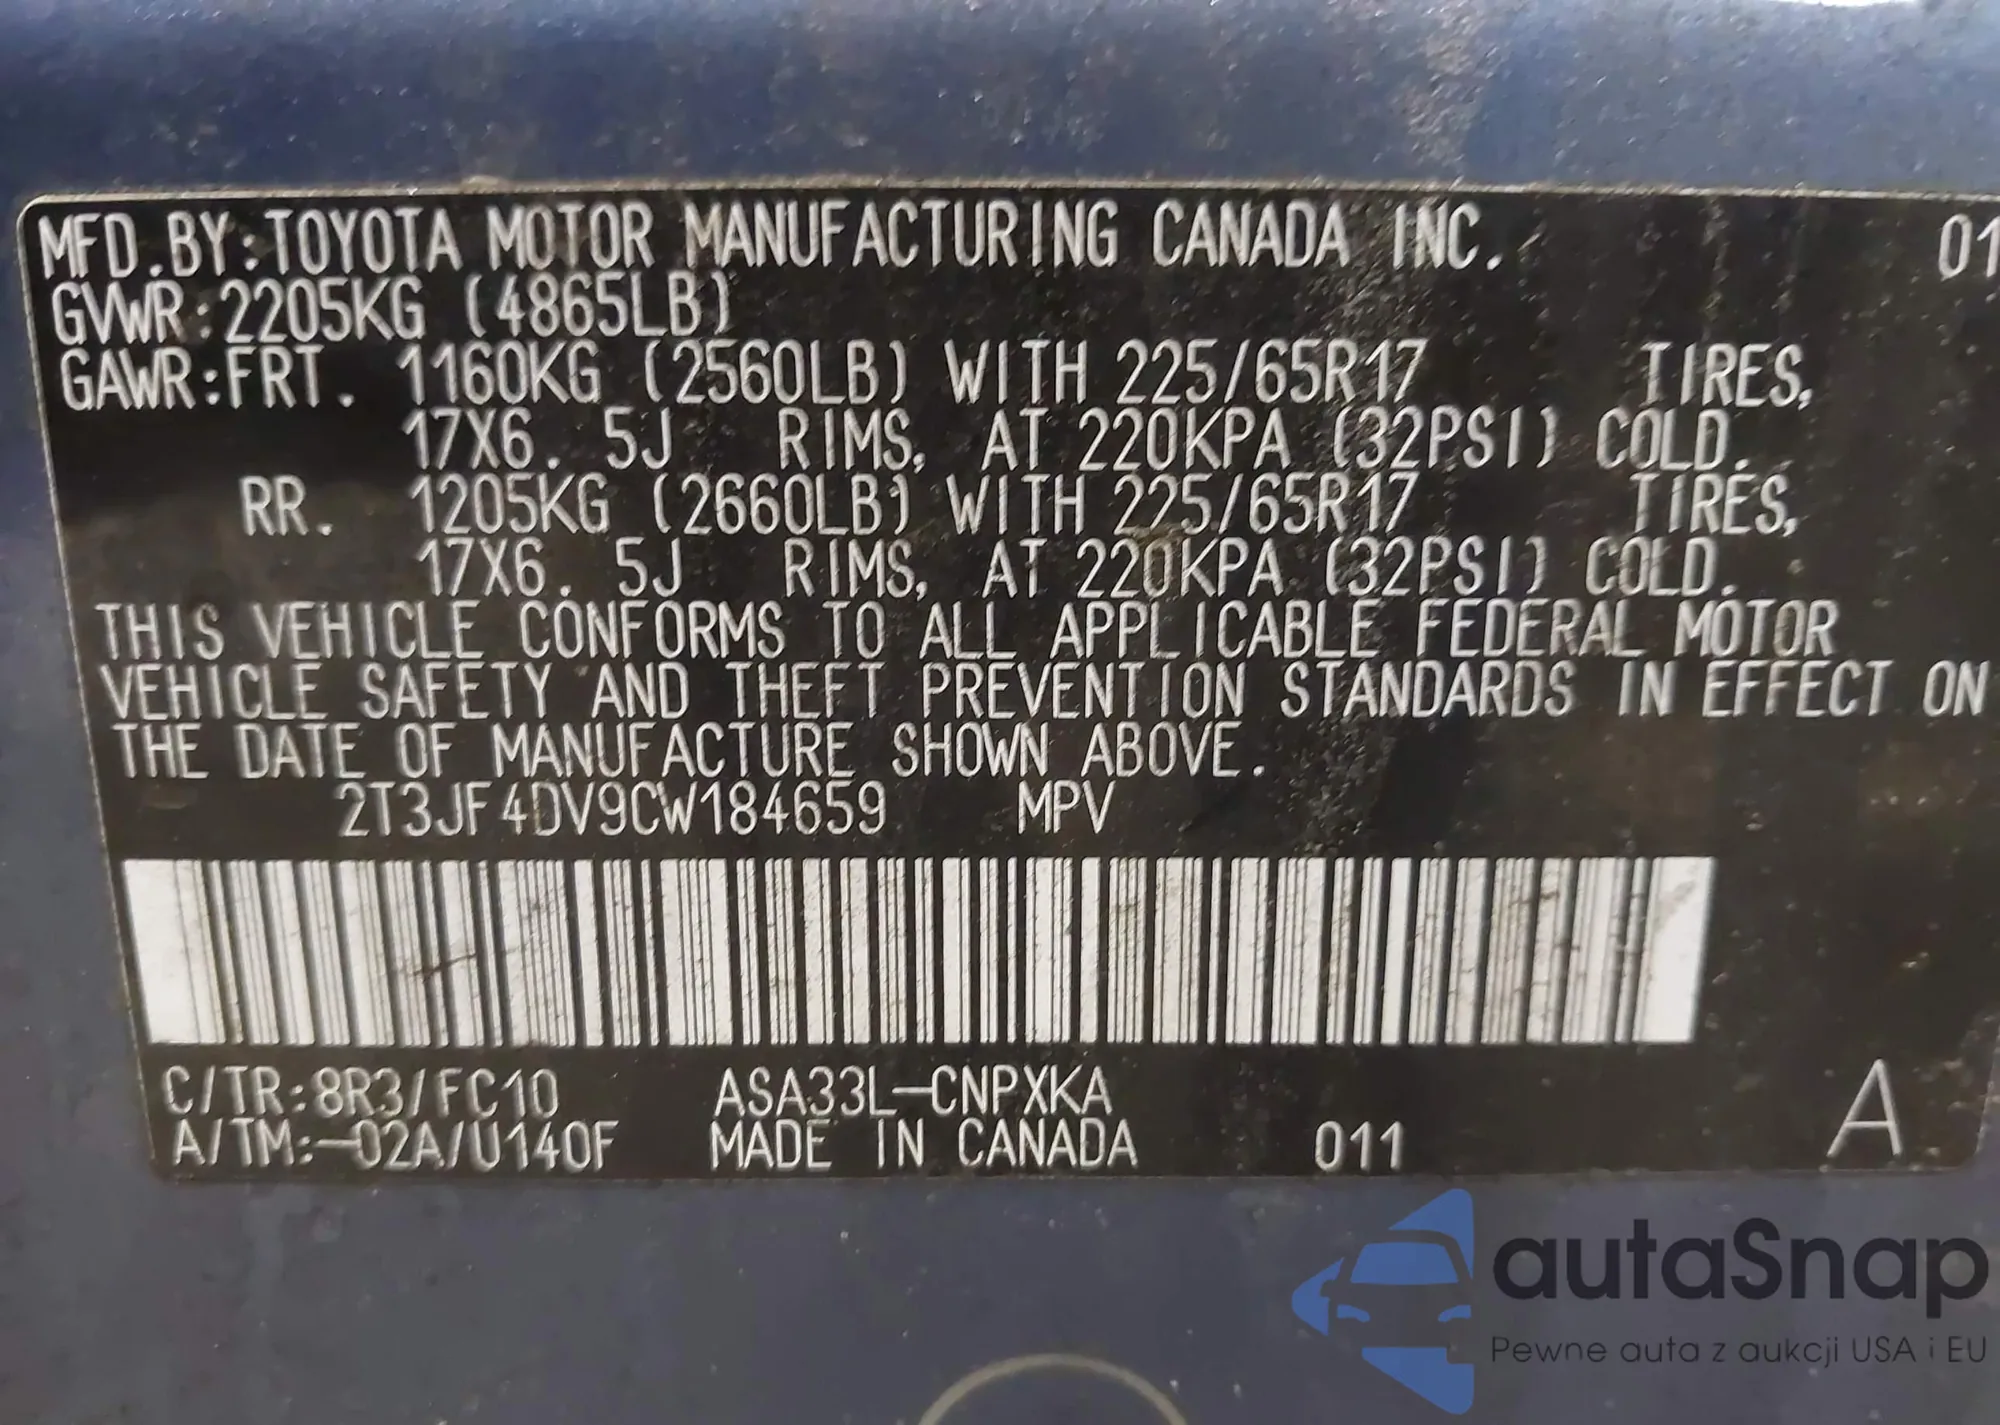 MFD.BY:TOYOTA MOTOR MANUFACTURING CANADA INC. 01
GVWR:2205KG (4865LB)
GAWR:FRT. 1160KG (2560LB) WITH 225/65R17 TIRES,
17X6.5J RIMS, AT 220KPA (32PSI) COLD.
RR. 1205KG (2660LB) WITH 225/65R17 TIRES,
17X6.5J RIMS, AT 220KPA (32PSI) COLD.
THIS VEHICLE CONFORMS TO ALL APPLICABLE FEDERAL MOTOR
VEHICLE SAFETY AND THEFT PREVENTION STANDARDS IN EFFECT ON
THE DATE OF MANUFACTURE SHOWN ABOVE.
2T3JF4DV9CW184659 MPV
C/TR:8R3/FC10 ASA33L-CNPXKA A
A/TM:-02A/U140F MADE IN CANADA 011
autaSnap
Pewne auta z aukcji USA i EU